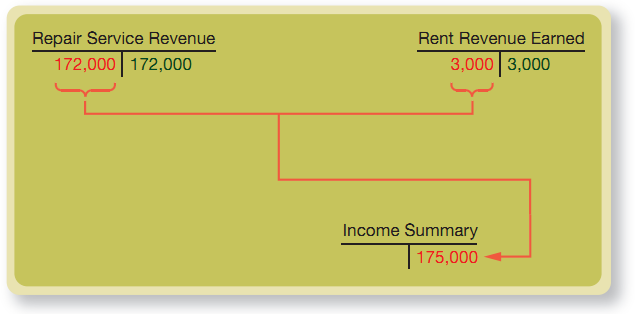 Repair Service Revenue
Rent Revenue Earned
172,000 172,000
3,000 3,000
Income Summary
175,000